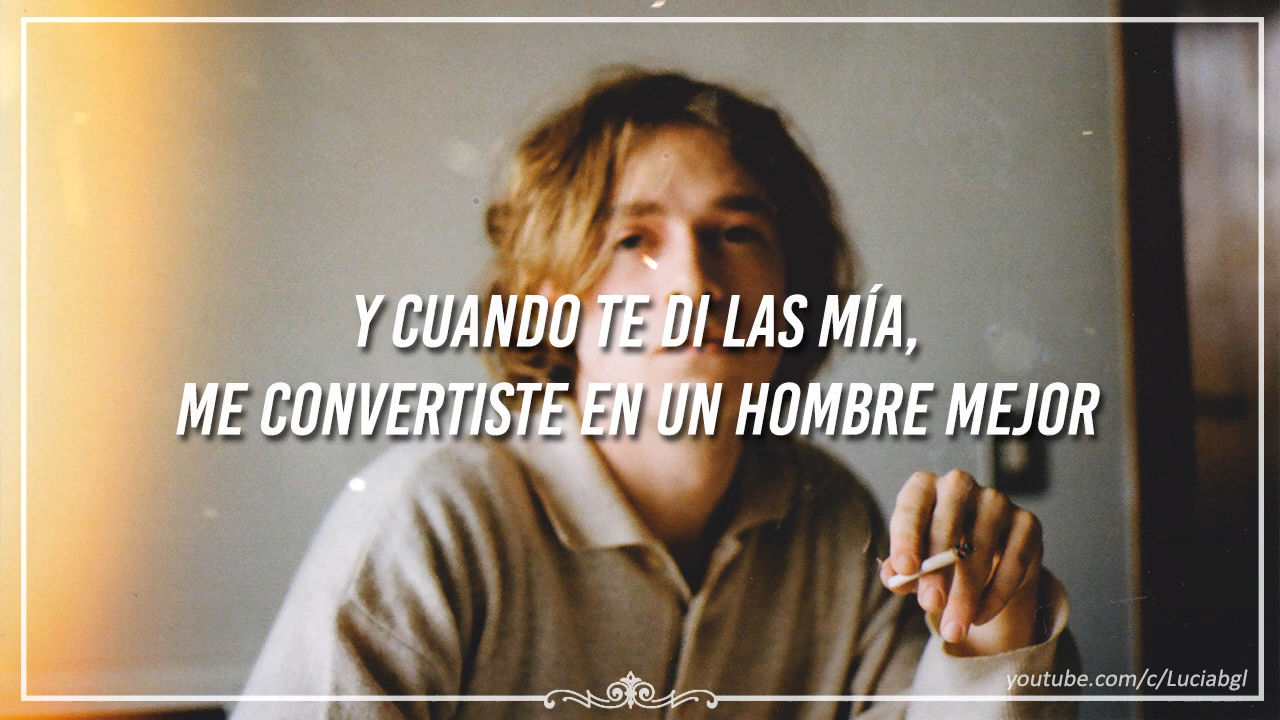 Y CUANDO TE DI LAS MÍA,
ME CONVERTISTE EN UN HOMBRE MEJOR
youtube.com/c/Luciabgl